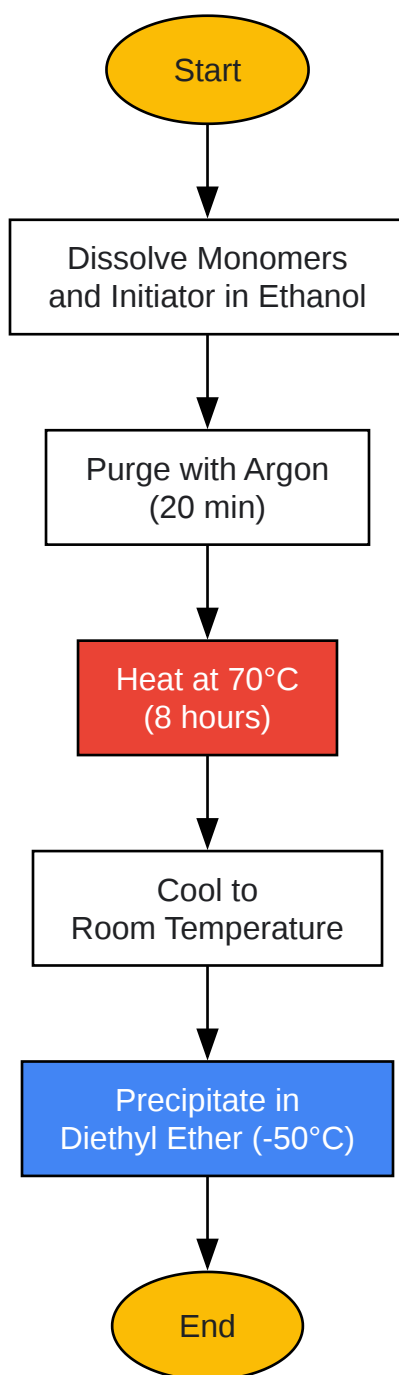 Start
Dissolve Monomers
and Initiator in Ethanol
Purge with Argon
(20 min)
Heat at 70°C
(8 hours)
Cool to
Room Temperature
Precipitate in
Diethyl Ether (-50°C)
End